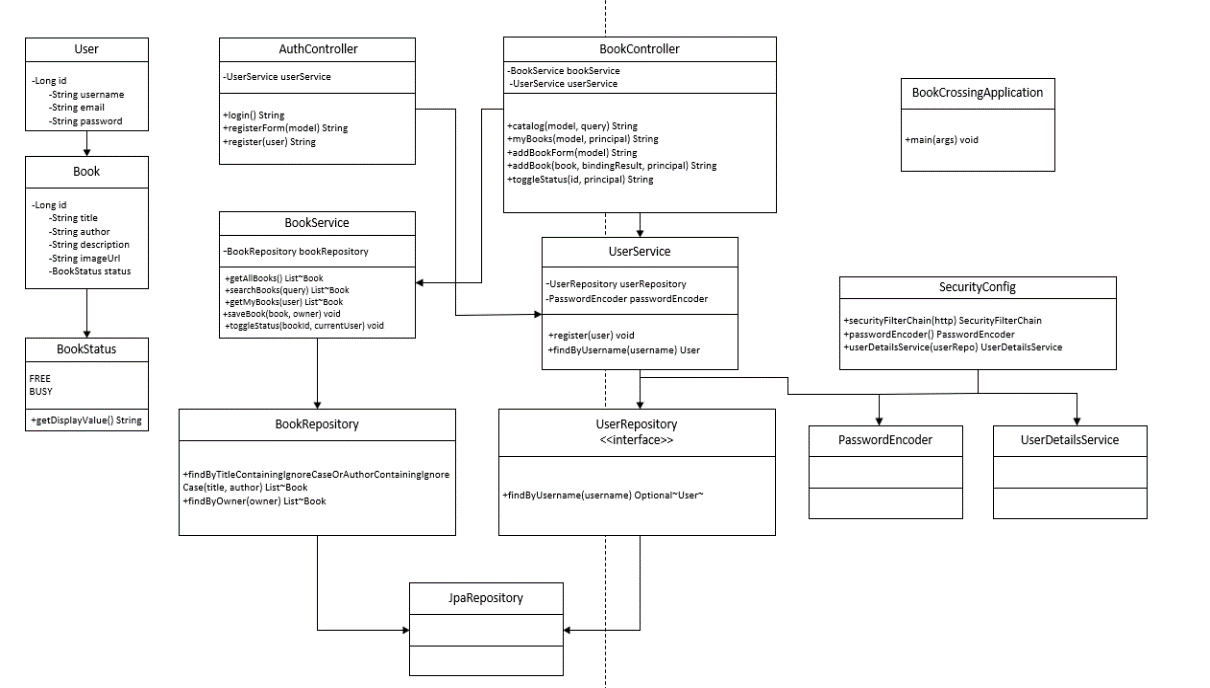 User
-Long id
-String username
-String email
-String password
Book
-Long id
-String title
-String author
-String description
-String imageUrl
-BookStatus status
BookStatus
FREE
BUSY
+getDisplayValue() String
AuthController
-UserService userService
+login() String
+registerForm(model) String
+register(user) String
BookService
-BookRepository bookRepository
+getAllBooks() List~Book
+searchBooks(query) List~Book
+getMyBooks(user) List~Book
+saveBook(book, owner) void
+toggleStatus(bookId, currentUser) void
BookRepository
+findByTitleContainingIgnoreCaseOrAuthorContainingIgnore
Case(title, author) List~Book
+findByOwner(owner) List~Book
BookController
-BookService bookService
-UserService userService
+catalog(model, query) String
+myBooks(model, principal) String
+addBookForm(model) String
+addBook(book, bindingResult, principal) String
+toggleStatus(id, principal) String
UserService
-UserRepository userRepository
-PasswordEncoder passwordEncoder
+register(user) void
+findByUsername(username) User
UserRepository
<<interface>>
+findByUsername(username) Optional~User~
JpaRepository
BookCrossingApplication
+main(args) void
SecurityConfig
+securityFilterChain(http) SecurityFilterChain
+passwordEncoder() PasswordEncoder
+userDetailsService(userRepo) UserDetailsService
PasswordEncoder
UserDetailsService